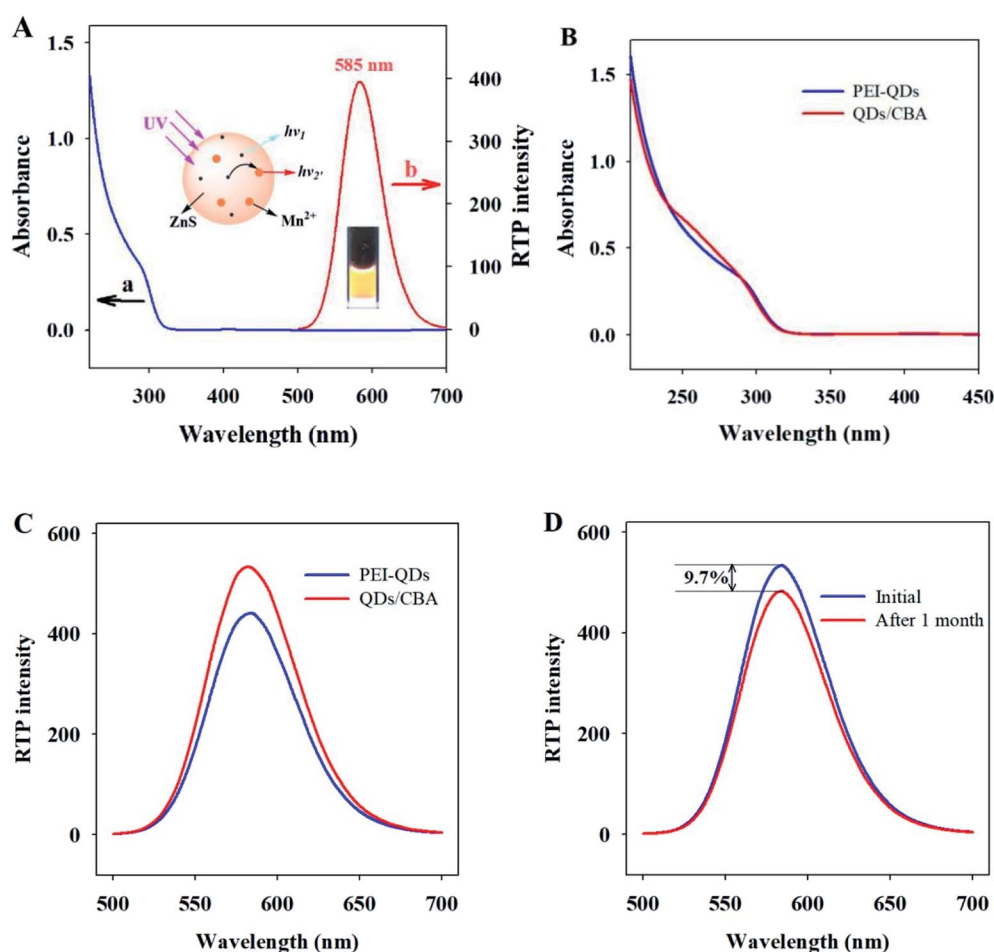 A
1.5
1.0
0.5
0.0
Absorbance
300
400
500
600
700
Wavelength (nm)
400
300
200
100
0
RTP intensity
585 nm
UV
hv1
hv2'
ZnS
Mn2+
a
b
B
1.5
1.0
0.5
0.0
Absorbance
PEI-QDs
QDs/CBA
250
300
350
400
450
Wavelength (nm)
C
600
400
200
0
RTP intensity
PEI-QDs
QDs/CBA
500
550
600
650
700
Wavelength (nm)
D
600
400
200
0
RTP intensity
9.7%
Initial
After 1 month
500
550
600
650
700
Wavelength (nm)